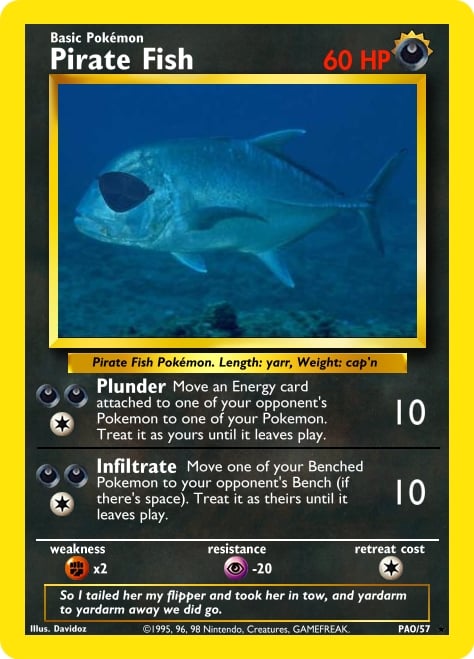 Basic Pokémon
Pirate Fish 60 HP
Pirate Fish Pokémon. Length: yarr, Weight: cap'n
Plunder Move an Energy card
attached to one of your opponent's
Pokemon to one of your Pokemon.
Treat it as yours until it leaves play.
10
Infiltrate Move one of your Benched
Pokemon to your opponent's Bench (if
there's space). Treat it as theirs until it
leaves play.
10
weakness resistance retreat cost
x2 -20
So I tailed her my flipper and took her in tow, and yardarm
to yardarm away we did go.
Illus. Davidoz ©1995, 96, 98 Nintendo, Creatures, GAMEFREAK. PAO/57